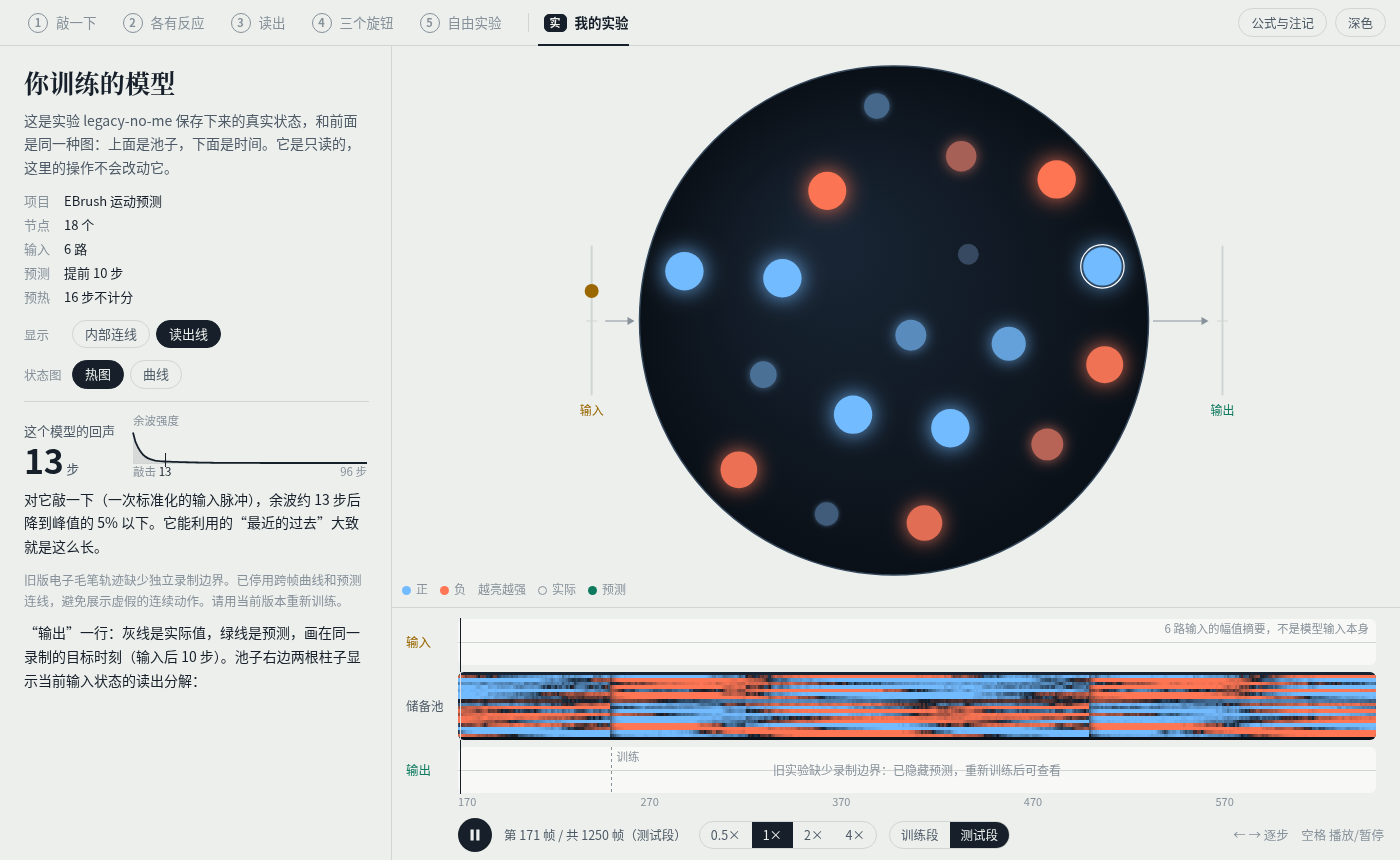 1 敲一下 2 各有反应 3 读出 4 三个旋钮 5 自由实验 实 我的实验 公式与注记 深色
你训练的模型
这是实验 legacy-no-me 保存下来的真实状态，和前面
是同一种图：上面是池子，下面是时间。它是只读的，
这里的操作不会改动它。
项目 EBrush 运动预测
节点 18 个
输入 6 路
预测 提前 10 步
预热 16 步不计分
显示 内部连线 读出线
状态图 热图 曲线
这个模型的回声
13 步
余波强度
敲击 13 96 步
对它敲一下（一次标准化的输入脉冲），余波约 13 步后
降到峰值的 5% 以下。它能利用的“最近的过去”大致
就是这么长。
旧版电子毛笔轨迹缺少独立录制边界。已停用跨帧曲线和预测
连线，避免展示虚假的连续动作。请用当前版本重新训练。
“输出”一行：灰线是实际值，绿线是预测，画在同一
录制的目标时刻（输入后 10 步）。池子右边两根柱子显
示当前输入状态的读出分解：
输入
输出
正 负 越亮越强 实际 预测
输入
6 路输入的幅值摘要，不是模型输入本身
储备池
输出
训练
旧实验缺少录制边界：已隐藏预测，重新训练后可查看
170 270 370 470 570
第 171 帧 / 共 1250 帧（测试段） 0.5× 1× 2× 4× 训练段 测试段 ←→ 逐步 空格 播放/暂停